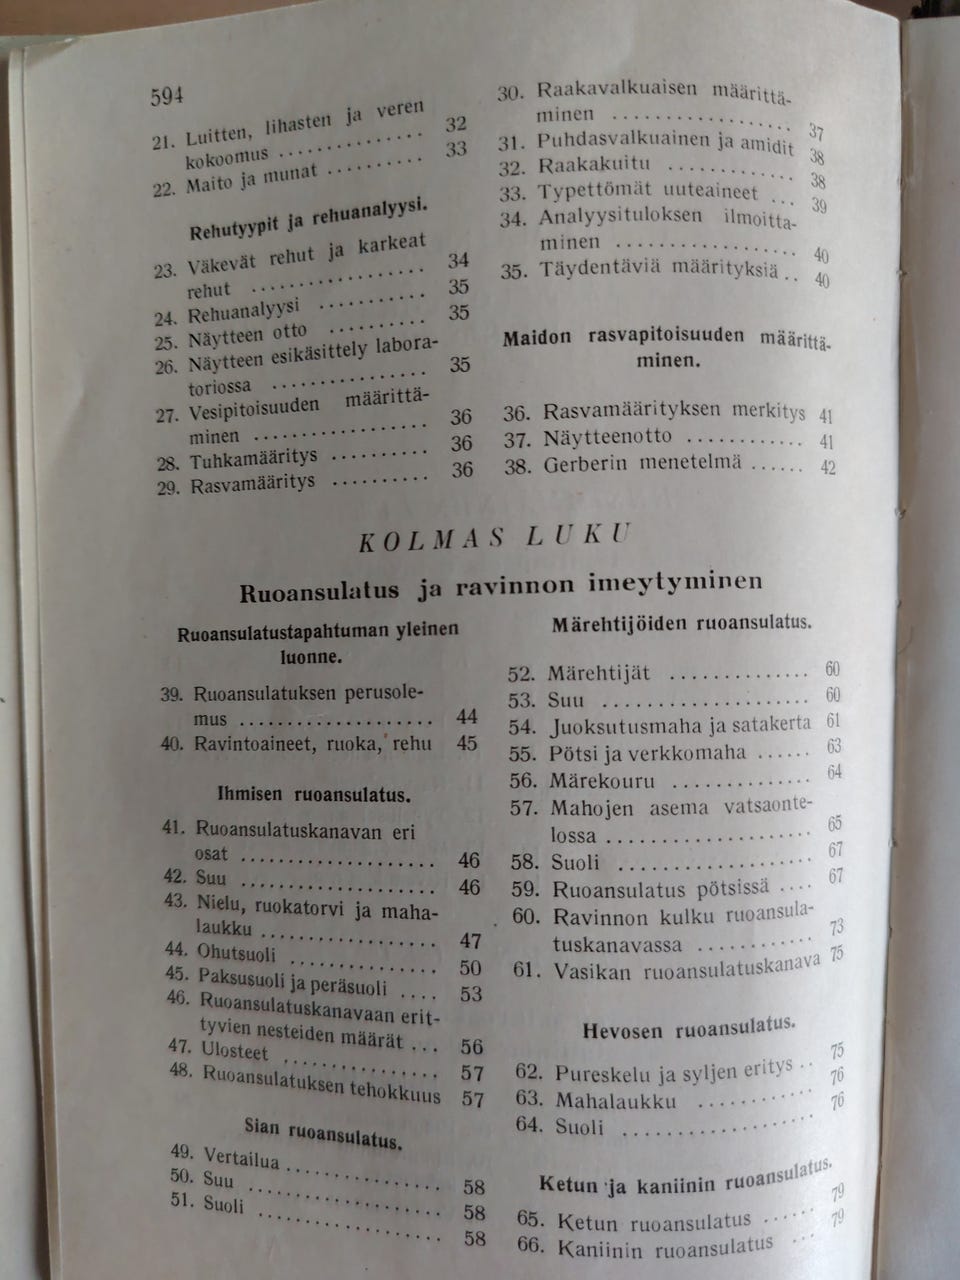 594
21. Luitten, lihasten ja veren
kokoomus .............. 32
22. Maito ja munat .......... 33
Rehutyypit ja rehuanalyysi.
23. Väkevät rehut ja karkeat
rehut ................. 34
24. Rehuanalyysi ........... 35
25. Näytteen otto .......... 35
26. Näytteen esikäsittely labora-
toriossa ................ 35
27. Vesipitoisuuden määrittä-
minen .................. 36
28. Tuhkamääritys .......... 36
29. Rasvamääritys .......... 36
30. Raakavalkuaisen määrittä-
minen .................. 37
31. Puhdasvalkuainen ja amidit 38
32. Raakakuitu ............. 38
33. Typettömät uuteaineet ... 39
34. Analyysituloksen ilmoitta-
minen .................. 40
35. Täydentäviä määrityksiä .. 40
Maidon rasvapitoisuuden määrittä-
minen.
36. Rasvamäärityksen merkitys 41
37. Näytteenotto ............ 41
38. Gerberin menetelmä ...... 42
KOLMAS LUKU
Ruoansulatus ja ravinnon imeytyminen
Ruoansulatustapahtuman yleinen
luonne.
39. Ruoansulatuksen perusole-
mus .................... 44
40. Ravintoaineet, ruoka, rehu 45
Ihmisen ruoansulatus.
41. Ruoansulatuskanavan eri
osat .................... 46
42. Suu .................... 46
43. Nielu, ruokatorvi ja maha-
laukku .................. 47
44. Ohutsuoli ............... 50
45. Paksusuoli ja peräsuoli .... 53
46. Ruoansulatuskanavaan erit-
tyvien nesteiden määrät ... 56
47. Ulosteet ................ 57
48. Ruoansulatuksen tehokkuus 57
Sian ruoansulatus.
49. Vertailua ................ 58
50. Suu .................... 58
51. Suoli ................... 58
Märehtijöiden ruoansulatus.
52. Märehtijät .............. 60
53. Suu .................... 60
54. Juoksutusmaha ja satakerta 61
55. Pötsi ja verkkomaha ...... 63
56. Märekouru .............. 64
57. Mahojen asema vatsaonte-
lossa .................... 65
58. Suoli ................... 67
59. Ruoansulatus pötsissä .... 67
60. Ravinnon kulku ruoansula-
tuskanavassa ............ 73
61. Vasikan ruoansulatuskanava 75
Hevosen ruoansulatus.
62. Pureskelu ja syljen eritys .. 75
63. Mahalaukku ............ 76
64. Suoli ................... 76
Ketun ja kaniinin ruoansulatus.
65. Ketun ruoansulatus ...... 79
66. Kaniinin ruoansulatus ... 79